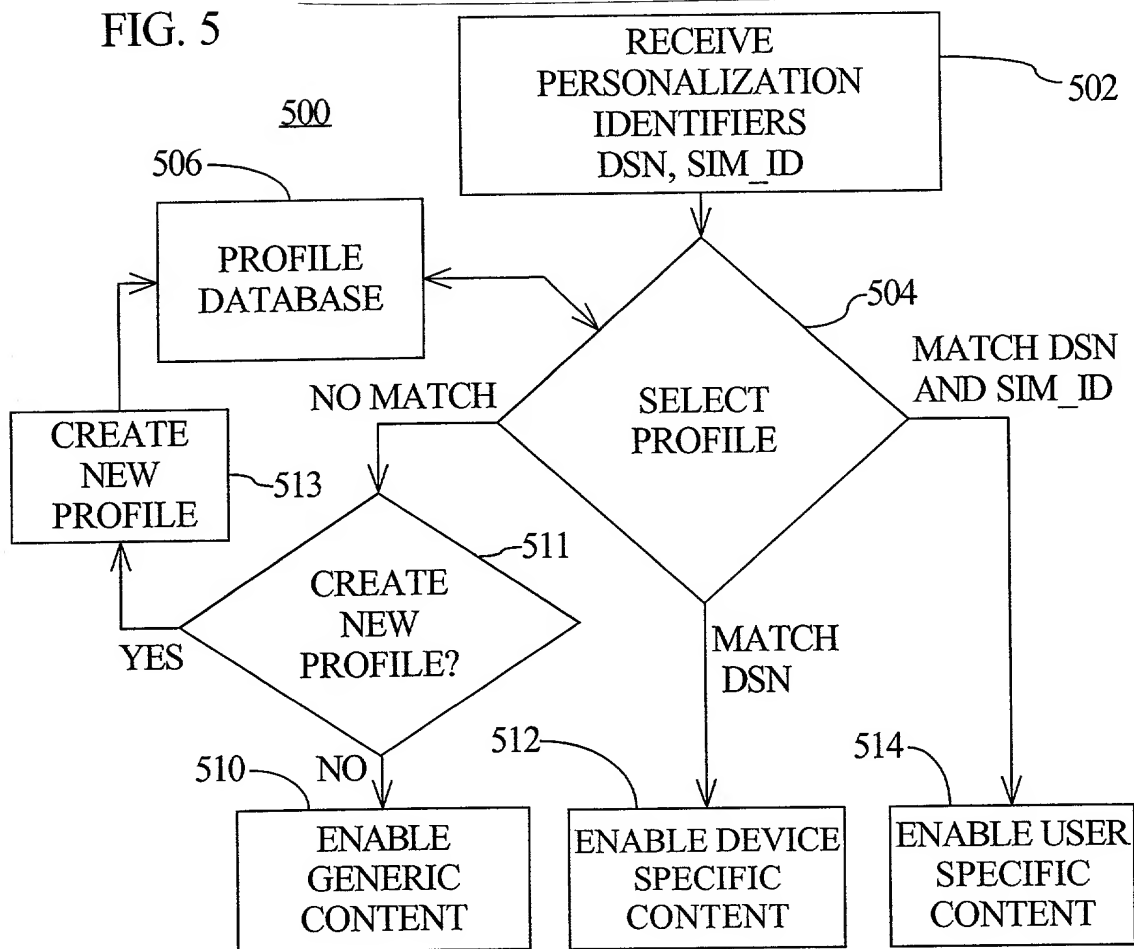 FIG. 5
500
RECEIVE
PERSONALIZATION
IDENTIFIERS
DSN, SIM_ID
502
506
PROFILE
DATABASE
504
SELECT
PROFILE
MATCH DSN
AND SIM_ID
NO MATCH
CREATE
NEW
PROFILE
513
511
CREATE
NEW
PROFILE?
YES
NO
MATCH
DSN
510
ENABLE
GENERIC
CONTENT
512
ENABLE DEVICE
SPECIFIC
CONTENT
514
ENABLE USER
SPECIFIC
CONTENT